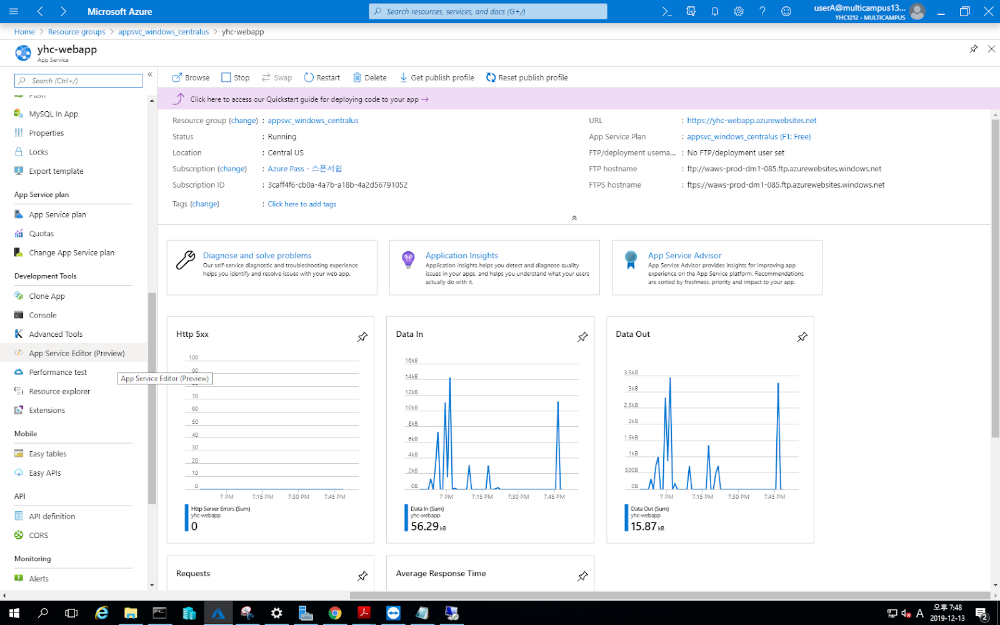 Microsoft Azure
Search resources, services, and docs (G+/)
userA@multicampus13...
YHC1212 - MULTICAMPUS
Home > Resource groups > appsvc_windows_centralus > yhc-webapp
yhc-webapp
App Service
Search (Ctrl+/)
Push
MySQL In App
Properties
Locks
Export template
App Service plan
App Service plan
Quotas
Change App Service plan
Development Tools
Clone App
Console
Advanced Tools
App Service Editor (Preview)
Performance test
App Service Editor (Preview)
Resource explorer
Extensions
Mobile
Easy tables
Easy APIs
API
API definition
CORS
Monitoring
Alerts
Browse Stop Swap Restart Delete Get publish profile Reset publish profile
Click here to access our Quickstart guide for deploying code to your app →
Resource group (change) : appsvc_windows_centralus
Status : Running
Location : Central US
Subscription (change) : Azure Pass - 스폰서쉽
Subscription ID : 3caff4f6-cb0a-4a7b-a18b-4a2d56791052
Tags (change) : Click here to add tags
URL : https://yhc-webapp.azurewebsites.net
App Service Plan : appsvc_windows_centralus (F1: Free)
FTP/deployment userna... : No FTP/deployment user set
FTP hostname : ftp://waws-prod-dm1-085.ftp.azurewebsites.windows.net
FTPS hostname : ftps://waws-prod-dm1-085.ftp.azurewebsites.windows.net
Diagnose and solve problems
Our self-service diagnostic and troubleshooting experience
helps you identify and resolve issues with your web app.
Application Insights
Application Insights helps you detect and diagnose quality
issues in your apps, and helps you understand what your users
actually do with it.
App Service Advisor
App Service Advisor provides insights for improving app
experience on the App Service platform. Recommendations
are sorted by freshness, priority and impact to your app.
Http 5xx
100
90
70
60
50
40
30
20
10
0
7 PM 7:15 PM 7:30 PM 7:45 PM
Http Server Errors (Sum)
yhc-webapp
0
Data In
16kB
14kB
12kB
10kB
8kB
6kB
4kB
2kB
0B
7 PM 7:15 PM 7:30 PM 7:45 PM
Data In (Sum)
yhc-webapp
56.29 kB
Data Out
3.5kB
3kB
2.5kB
2kB
1.5kB
1kB
500B
0B
7 PM 7:15 PM 7:30 PM 7:45 PM
Data Out (Sum)
yhc-webapp
15.87 kB
Requests
Average Response Time
A
오후 7:48
2019-12-13
2